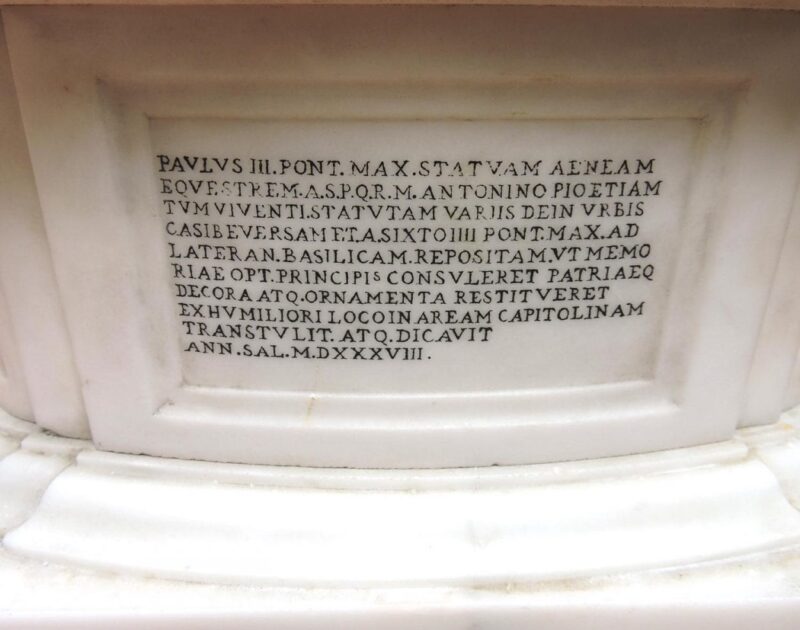 PAVLVS III. PONT. MAX. STATVAM AENEAM
EQVESTREM. A. S. P. Q. R. M. ANTONINO PIO ETIAM
TVM VIVENTI. STATVTAM VARIIS DEIN VRBIS
CASIB EVERSAM ET. A. SIXTO IIII PONT. MAX. AD
LATERAN. BASILICAM. REPOSITAM. VT MEMO
RIAE OPT. PRINCIPIS CONSVLERET PATRIAEQ
DECORA ATQ. ORNAMENTA RESTITVERET
EX HVMILIORI LOCO IN AREAM CAPITOLINAM
TRANSTVLIT. ATQ. DICAVIT
ANN. SAL. M. DXXXVIII.